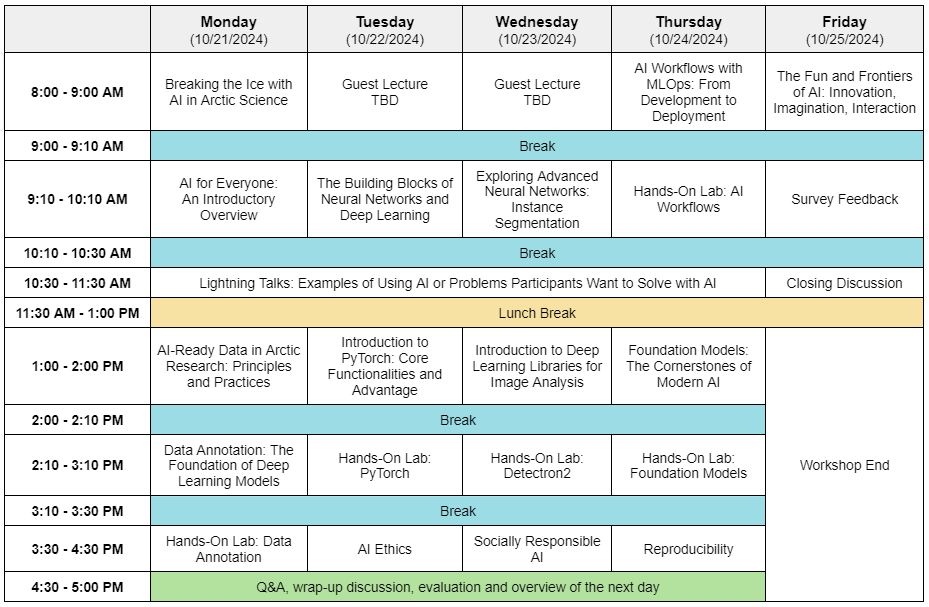 Monday
(10/21/2024)
Tuesday
(10/22/2024)
Wednesday
(10/23/2024)
Thursday
(10/24/2024)
Friday
(10/25/2024)
8:00 - 9:00 AM
Breaking the Ice with
AI in Arctic Science
Guest Lecture
TBD
Guest Lecture
TBD
AI Workflows with
MLOps: From
Development to
Deployment
The Fun and Frontiers
of AI: Innovation,
Imagination, Interaction
9:00 - 9:10 AM
Break
9:10 - 10:10 AM
AI for Everyone:
An Introductory
Overview
The Building Blocks of
Neural Networks and
Deep Learning
Exploring Advanced
Neural Networks:
Instance
Segmentation
Hands-On Lab: AI
Workflows
Survey Feedback
10:10 - 10:30 AM
Break
10:30 - 11:30 AM
Lightning Talks: Examples of Using AI or Problems Participants Want to Solve with AI
Closing Discussion
11:30 AM - 1:00 PM
Lunch Break
1:00 - 2:00 PM
AI-Ready Data in Arctic
Research: Principles
and Practices
Introduction to
PyTorch: Core
Functionalities and
Advantage
Introduction to Deep
Learning Libraries for
Image Analysis
Foundation Models:
The Cornerstones of
Modern AI
2:00 - 2:10 PM
Break
2:10 - 3:10 PM
Data Annotation: The
Foundation of Deep
Learning Models
Hands-On Lab:
PyTorch
Hands-On Lab:
Detectron2
Hands-On Lab:
Foundation Models
Workshop End
3:10 - 3:30 PM
Break
3:30 - 4:30 PM
Hands-On Lab: Data
Annotation
AI Ethics
Socially Responsible
AI
Reproducibility
4:30 - 5:00 PM
Q&A, wrap-up discussion, evaluation and overview of the next day